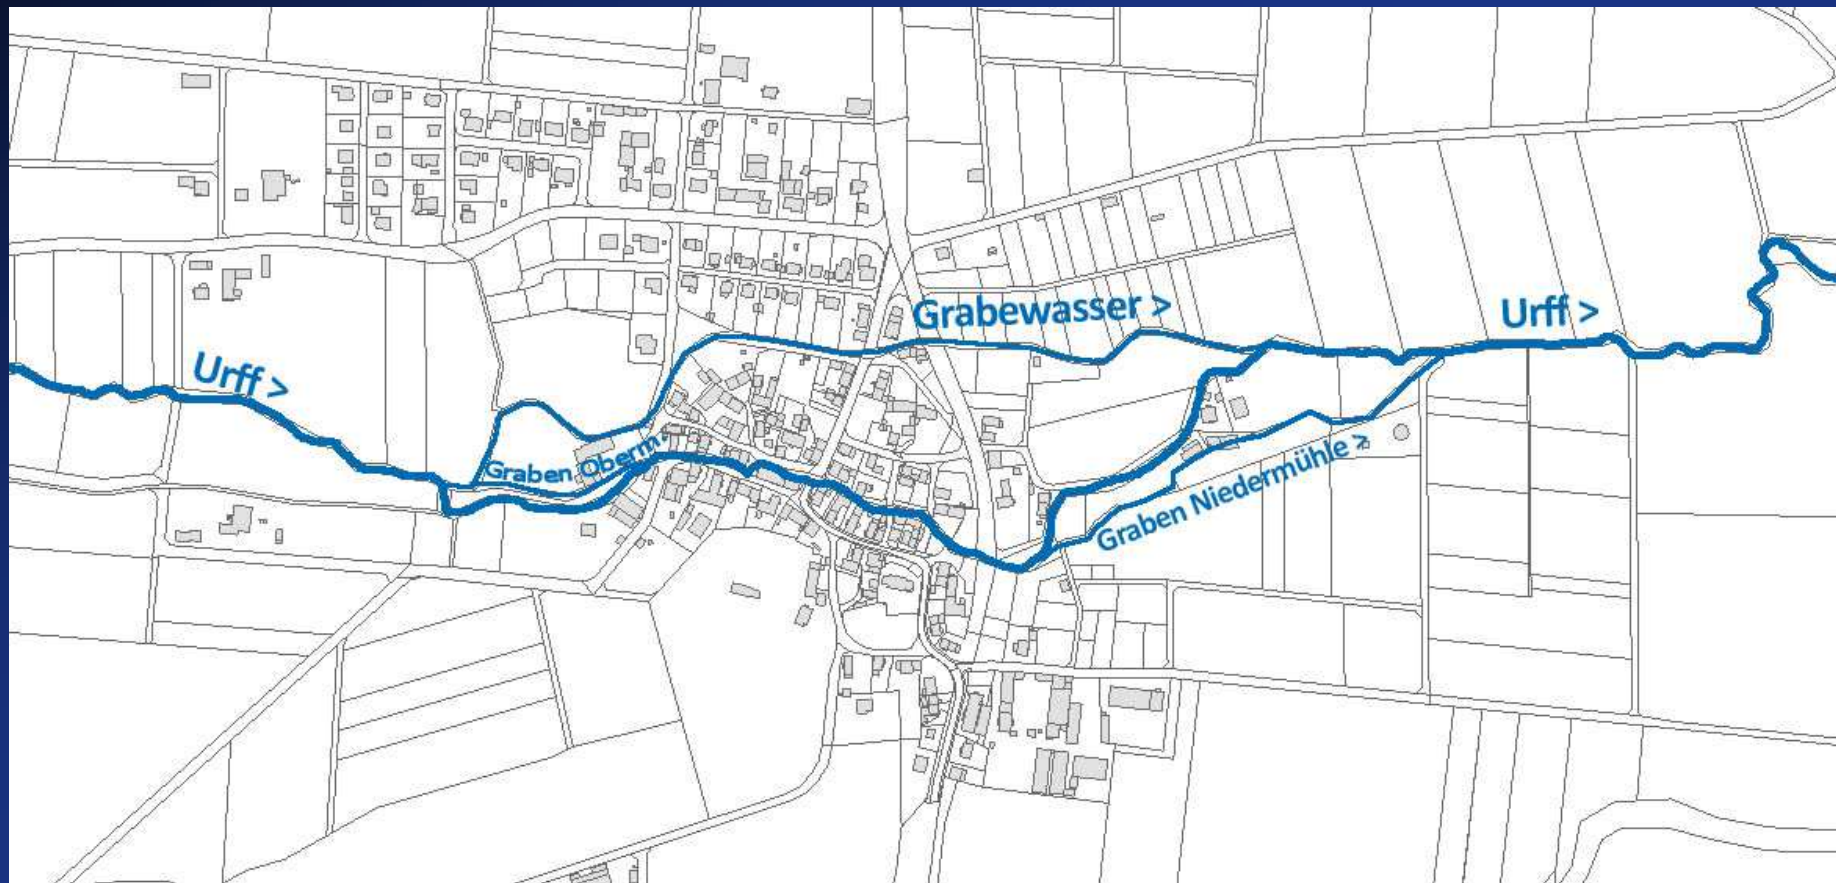 Grabewasser >
Urff >
Urff >
Graben Oberm.
Graben Niedermühle >